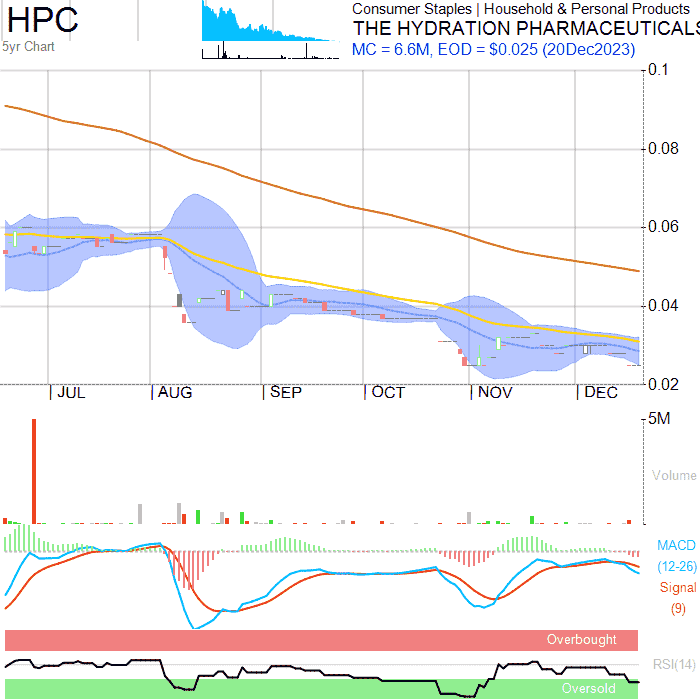 HPC
5yr Chart
Consumer Staples | Household & Personal Products
THE HYDRATION PHARMACEUTICALS
MC = 6.6M, EOD = $0.025 (20Dec2023)
0.1
0.08
0.06
0.04
0.02
JUL AUG SEP OCT NOV DEC
5M
Volume
MACD
(12-26)
Signal
(9)
Overbought
RSI(14)
Oversold